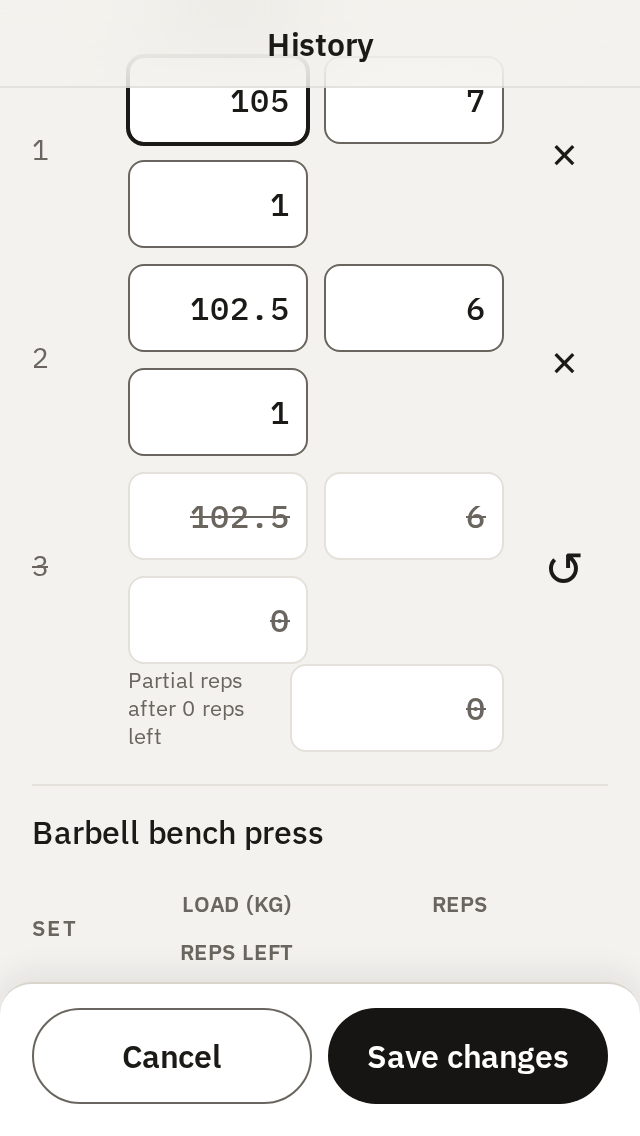 History
105 7
1 ×
1
102.5 6
2 ×
1
102.5 6
3 ↺
0
Partial reps
after 0 reps
left
0
Barbell bench press
LOAD (KG) REPS
SET
REPS LEFT
Cancel Save changes